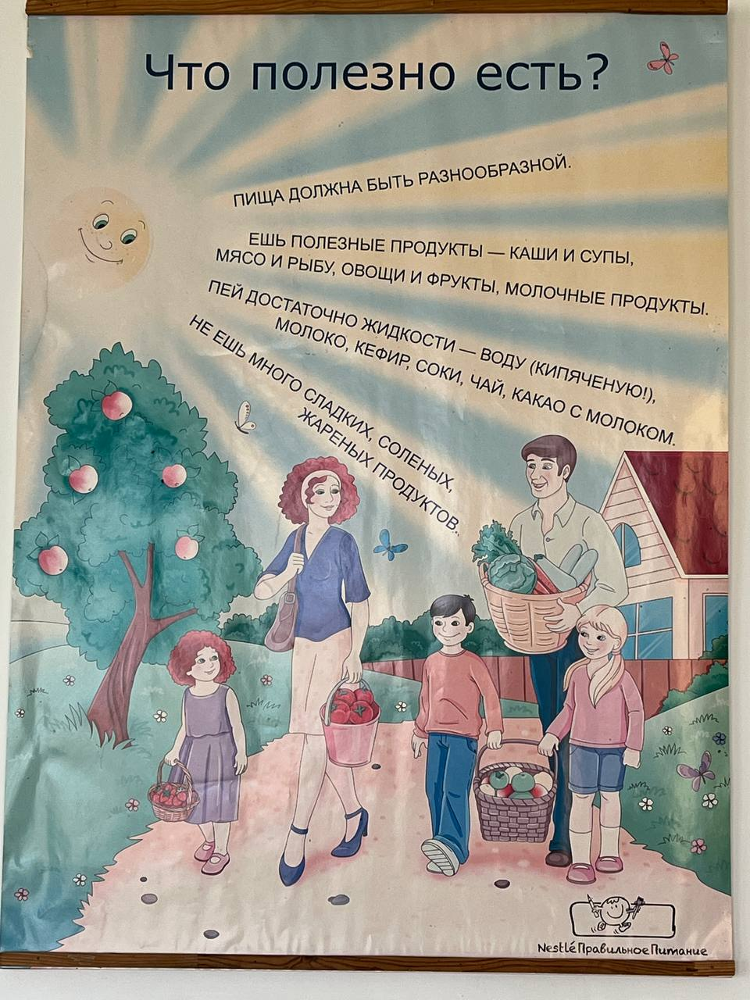 Что полезно есть?
ПИЩА ДОЛЖНА БЫТЬ РАЗНООБРАЗНОЙ.
ЕШЬ ПОЛЕЗНЫЕ ПРОДУКТЫ — КАШИ И СУПЫ,
МЯСО И РЫБУ, ОВОЩИ И ФРУКТЫ, МОЛОЧНЫЕ ПРОДУКТЫ.
ПЕЙ ДОСТАТОЧНО ЖИДКОСТИ — ВОДУ (КИПЯЧЕНУЮ!),
МОЛОКО, КЕФИР, СОКИ, ЧАЙ, КАКАО С МОЛОКОМ.
НЕ ЕШЬ МНОГО СЛАДКИХ, СОЛЕНЫХ,
ЖАРЕНЫХ ПРОДУКТОВ..
Nestlé Правильное Питание